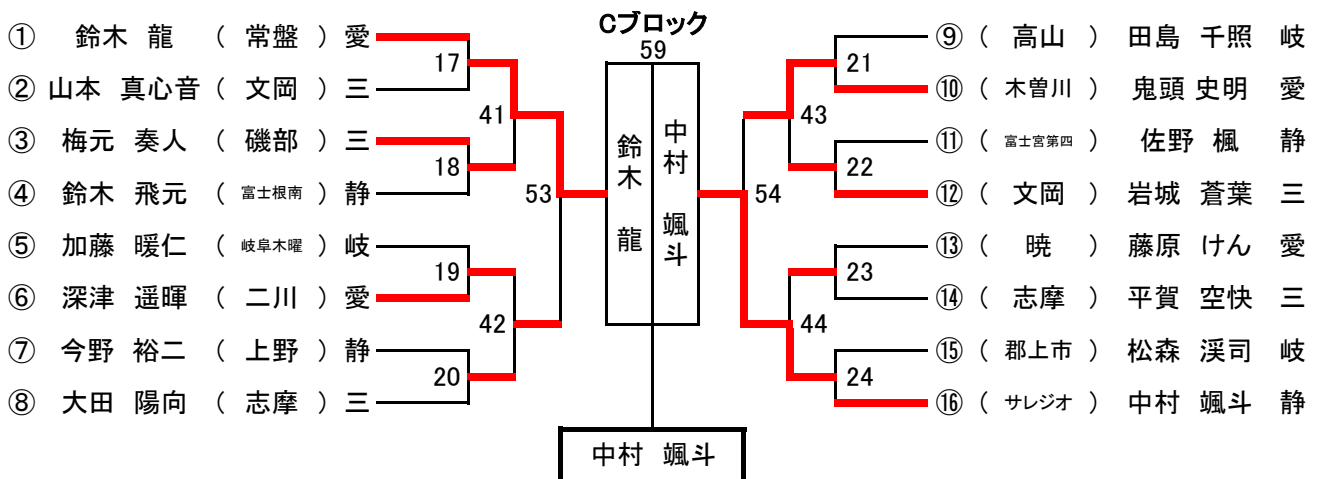 Cブロック
59
① 鈴木 龍 ( 常盤 ) 愛
17
② 山本 真心音 ( 文岡 ) 三
41
③ 梅元 奏人 ( 磯部 ) 三
18
④ 鈴木 飛元 ( 富士根南 ) 静
53
⑤ 加藤 暖仁 ( 岐阜木曜 ) 岐
19
⑥ 深津 遥暉 ( 二川 ) 愛
42
⑦ 今野 裕二 ( 上野 ) 静
20
⑧ 大田 陽向 ( 志摩 ) 三
鈴木 龍
中村 颯斗
⑨ ( 高山 ) 田島 千照 岐
21
⑩ ( 木曽川 ) 鬼頭 史明 愛
43
⑪ ( 富士宮第四 ) 佐野 楓 静
22
⑫ ( 文岡 ) 岩城 蒼葉 三
54
⑬ ( 暁 ) 藤原 けん 愛
23
⑭ ( 志摩 ) 平賀 空快 三
44
⑮ ( 郡上市 ) 松森 渓司 岐
24
⑯ ( サレジオ ) 中村 颯斗 静
中村 颯斗